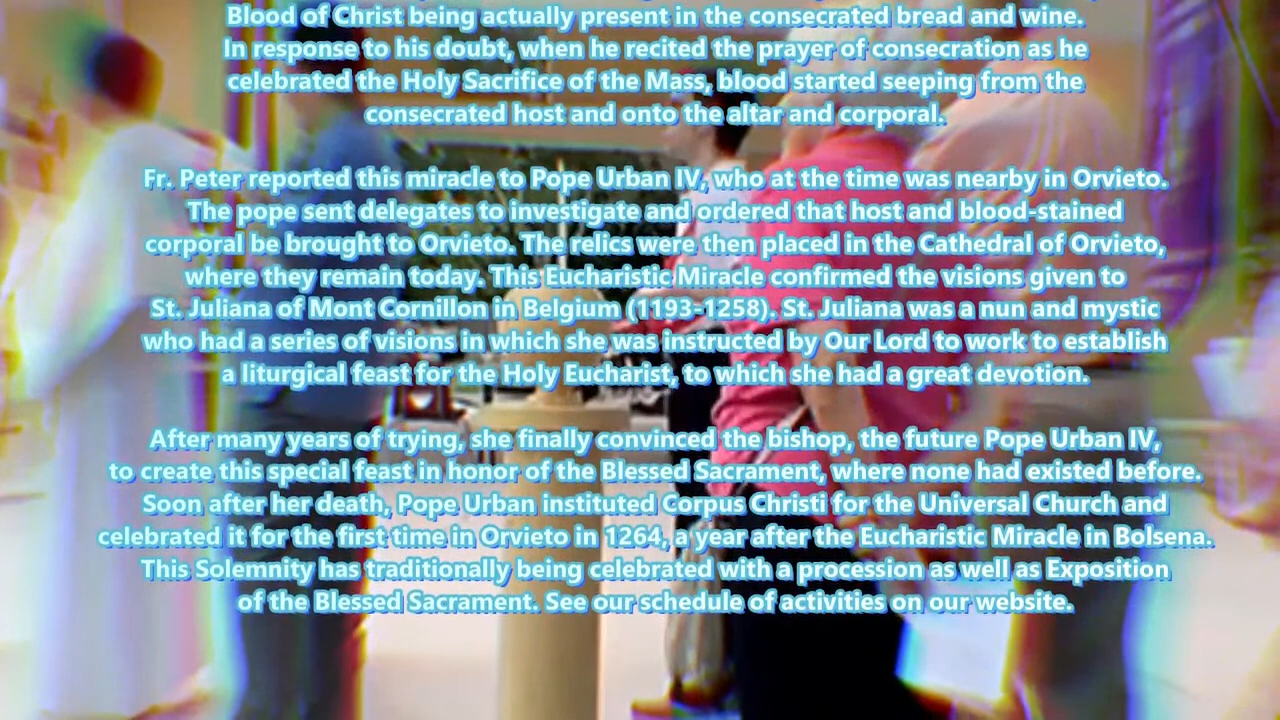 Blood of Christ being actually present in the consecrated bread and wine.
In response to his doubt, when he recited the prayer of consecration as he
celebrated the Holy Sacrifice of the Mass, blood started seeping from the
consecrated host and onto the altar and corporal.
Fr. Peter reported this miracle to Pope Urban IV, who at the time was nearby in Orvieto.
The pope sent delegates to investigate and ordered that host and blood-stained
corporal be brought to Orvieto. The relics were then placed in the Cathedral of Orvieto,
where they remain today. This Eucharistic Miracle confirmed the visions given to
St. Juliana of Mont Cornillon in Belgium (1193-1258). St. Juliana was a nun and mystic
who had a series of visions in which she was instructed by Our Lord to work to establish
a liturgical feast for the Holy Eucharist, to which she had a great devotion.
After many years of trying, she finally convinced the bishop, the future Pope Urban IV,
to create this special feast in honor of the Blessed Sacrament, where none had existed before.
Soon after her death, Pope Urban instituted Corpus Christi for the Universal Church and
celebrated it for the first time in Orvieto in 1264, a year after the Eucharistic Miracle in Bolsena.
This Solemnity has traditionally being celebrated with a procession as well as Exposition
of the Blessed Sacrament. See our schedule of activities on our website.